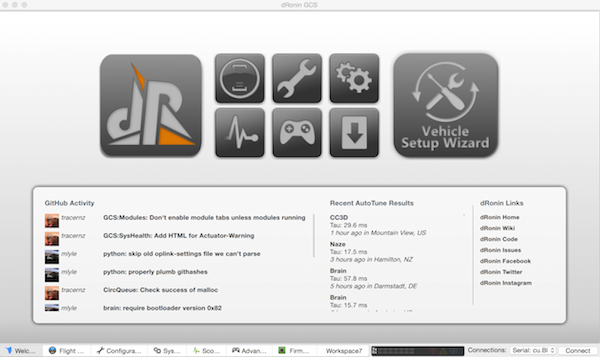 dRonin GCS
dR
Vehicle
Setup Wizard
GitHub Activity
tracernz GCS:Modules: Don't enable module tabs unless modules running
tracernz GCS:SysHealth: Add HTML for Actuator-Warning
mlyle python: skip old oplink-settings file we can't parse
mlyle python: properly plumb githashes
tracernz CircQueue: Check success of malloc
mlyle brain: require bootloader version 0x82
Recent AutoTune Results
CC3D
Tau: 29.6 ms
1 hour ago in Mountain View, US
Naze
Tau: 17.5 ms
3 hours ago in Hamilton, NZ
Brain
Tau: 57.8 ms
5 hours ago in Darmstadt, DE
Brain
Tau: 15.7 ms
dRonin Links
dRonin Home
dRonin Wiki
dRonin Code
dRonin Issues
dRonin Facebook
dRonin Twitter
dRonin Instagram
Welc... Flight ... Configura... Sys... Sco... Advan... Firm... Workspace7 Connections: Serial: cu.Bl Connect